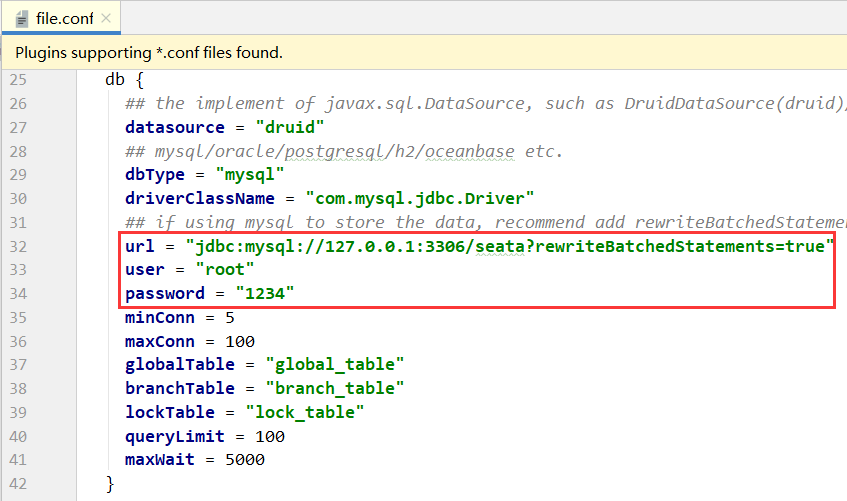 file.conf
Plugins supporting *.conf files found.
25 db {
26 ## the implement of javax.sql.DataSource, such as DruidDataSource(druid)/
27 datasource = "druid"
28 ## mysql/oracle/postgresql/h2/oceanbase etc.
29 dbType = "mysql"
30 driverClassName = "com.mysql.jdbc.Driver"
31 ## if using mysql to store the data, recommend add rewriteBatchedStatemen
32 url = "jdbc:mysql://127.0.0.1:3306/seata?rewriteBatchedStatements=true"
33 user = "root"
34 password = "1234"
35 minConn = 5
36 maxConn = 100
37 globalTable = "global_table"
38 branchTable = "branch_table"
39 lockTable = "lock_table"
40 queryLimit = 100
41 maxWait = 5000
42 }